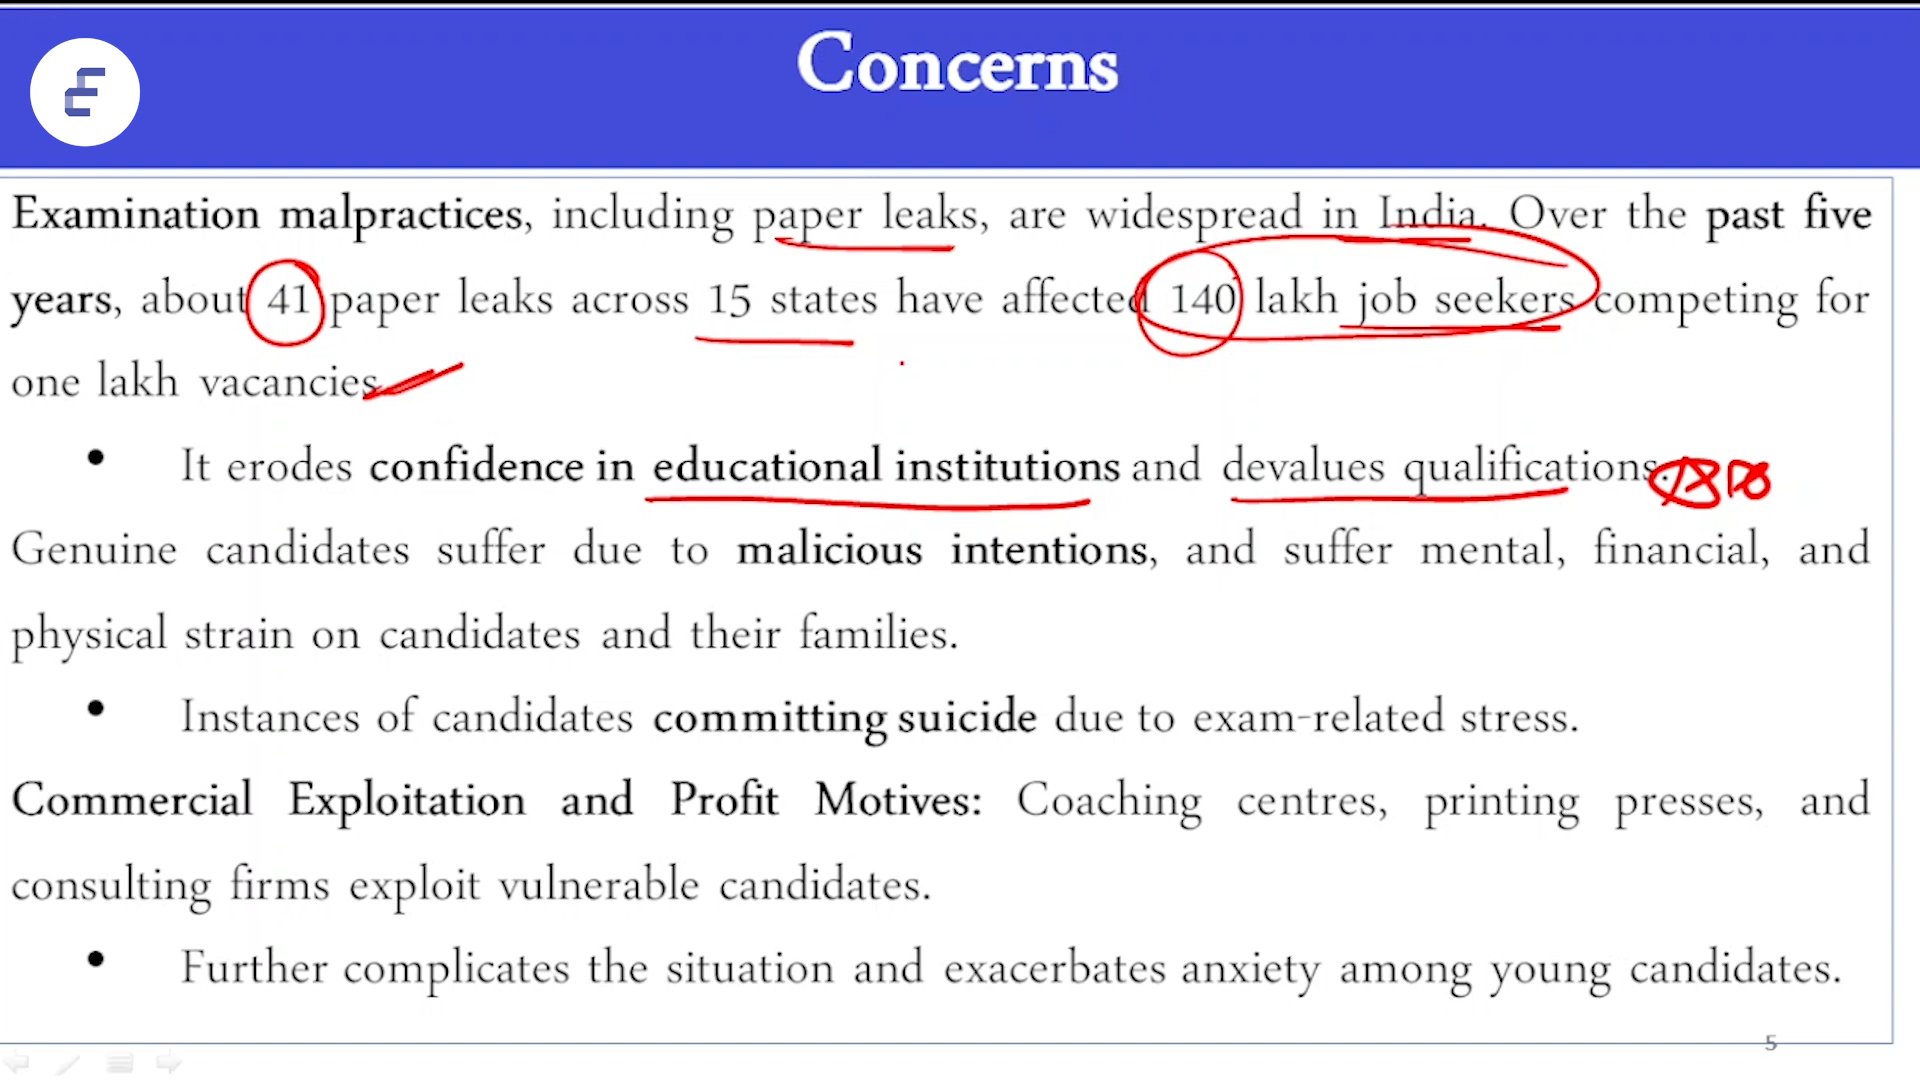 Concerns
Examination malpractices, including paper leaks, are widespread in India. Over the past five
years, about 41 paper leaks across 15 states have affected 140 lakh job seekers competing for
one lakh vacancies
• It erodes confidence in educational institutions and devalues qualifications.
Genuine candidates suffer due to malicious intentions, and suffer mental, financial, and
physical strain on candidates and their families.
• Instances of candidates committing suicide due to exam-related stress.
Commercial Exploitation and Profit Motives: Coaching centres, printing presses, and
consulting firms exploit vulnerable candidates.
• Further complicates the situation and exacerbates anxiety among young candidates.
5